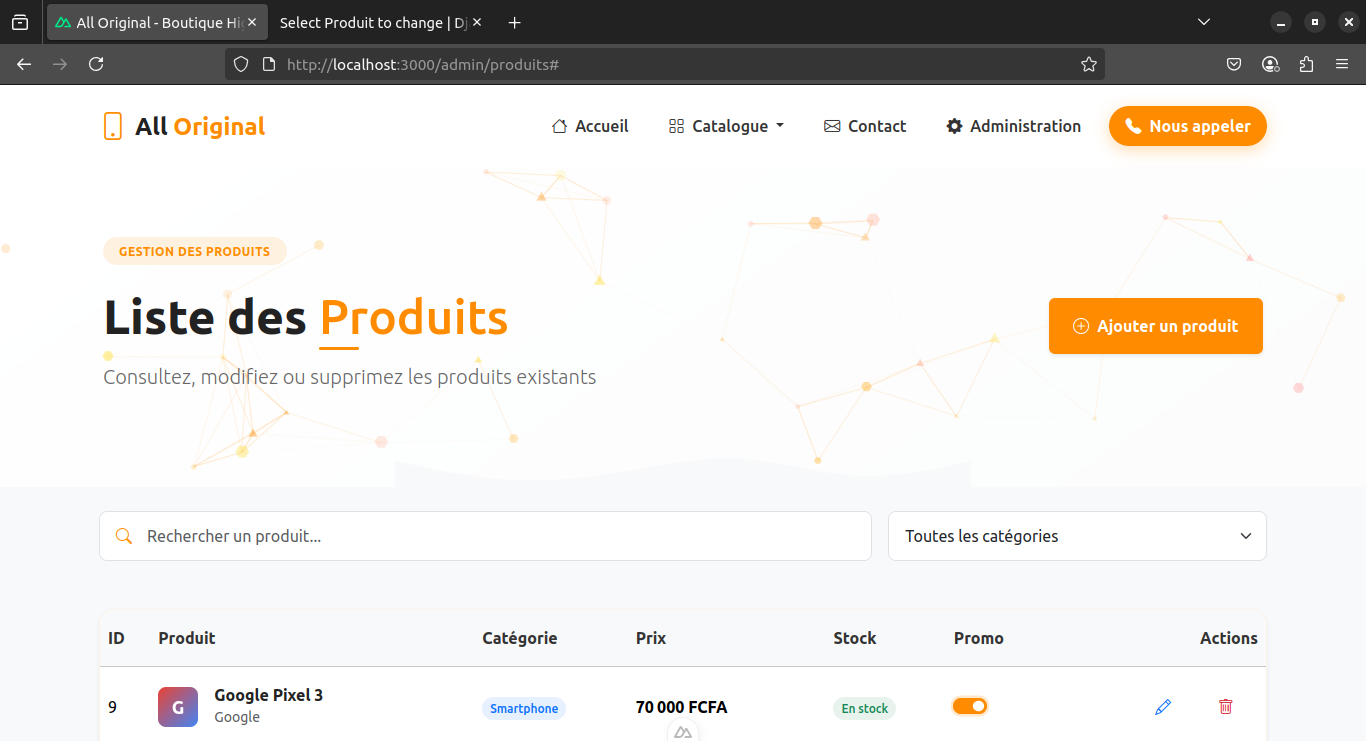 All Original - Boutique Hi
Select Produit to change | Dj
http://localhost:3000/admin/produits#
All Original
Accueil
Catalogue
Contact
Administration
Nous appeler
GESTION DES PRODUITS
Liste des Produits
Consultez, modifiez ou supprimez les produits existants
Ajouter un produit
Rechercher un produit...
Toutes les catégories
ID Produit Catégorie Prix Stock Promo Actions
9 G Google Pixel 3 Smartphone 70 000 FCFA En stock
Google